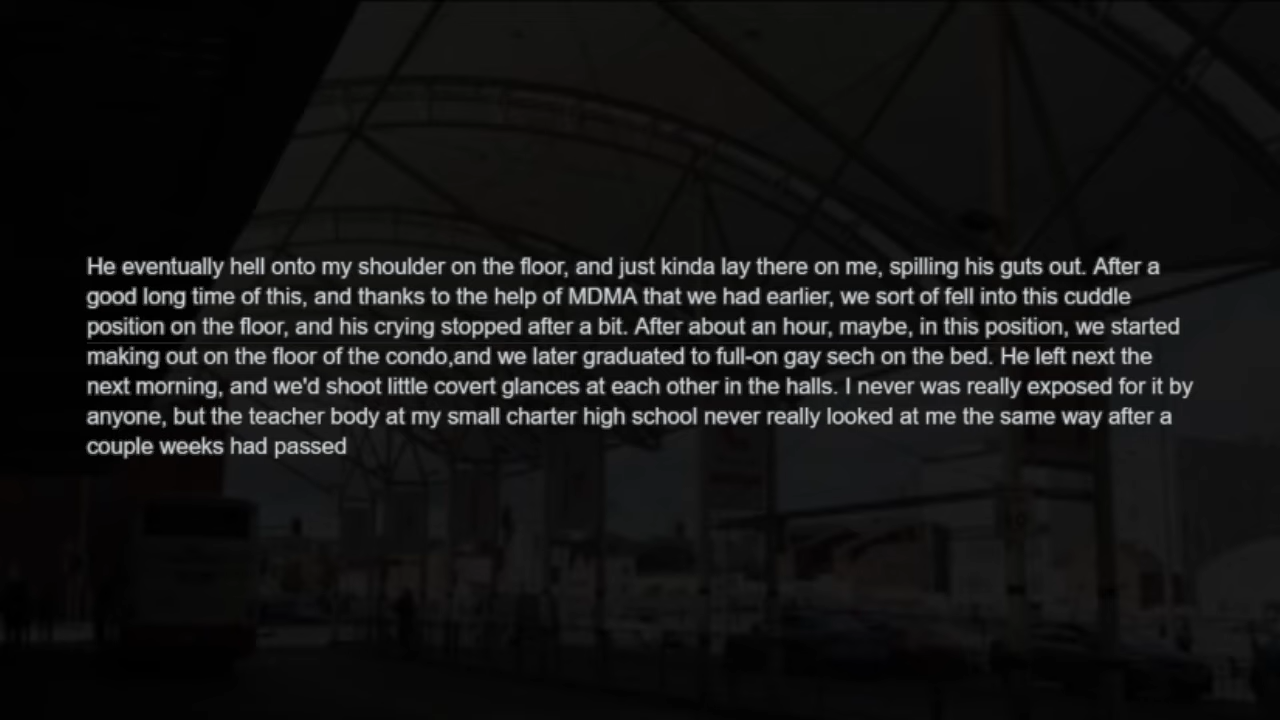 He eventually hell onto my shoulder on the floor, and just kinda lay there on me, spilling his guts out. After a
good long time of this, and thanks to the help of MDMA that we had earlier, we sort of fell into this cuddle
position on the floor, and his crying stopped after a bit. After about an hour, maybe, in this position, we started
making out on the floor of the condo,and we later graduated to full-on gay sech on the bed. He left next the
next morning, and we'd shoot little covert glances at each other in the halls. I never was really exposed for it by
anyone, but the teacher body at my small charter high school never really looked at me the same way after a
couple weeks had passed